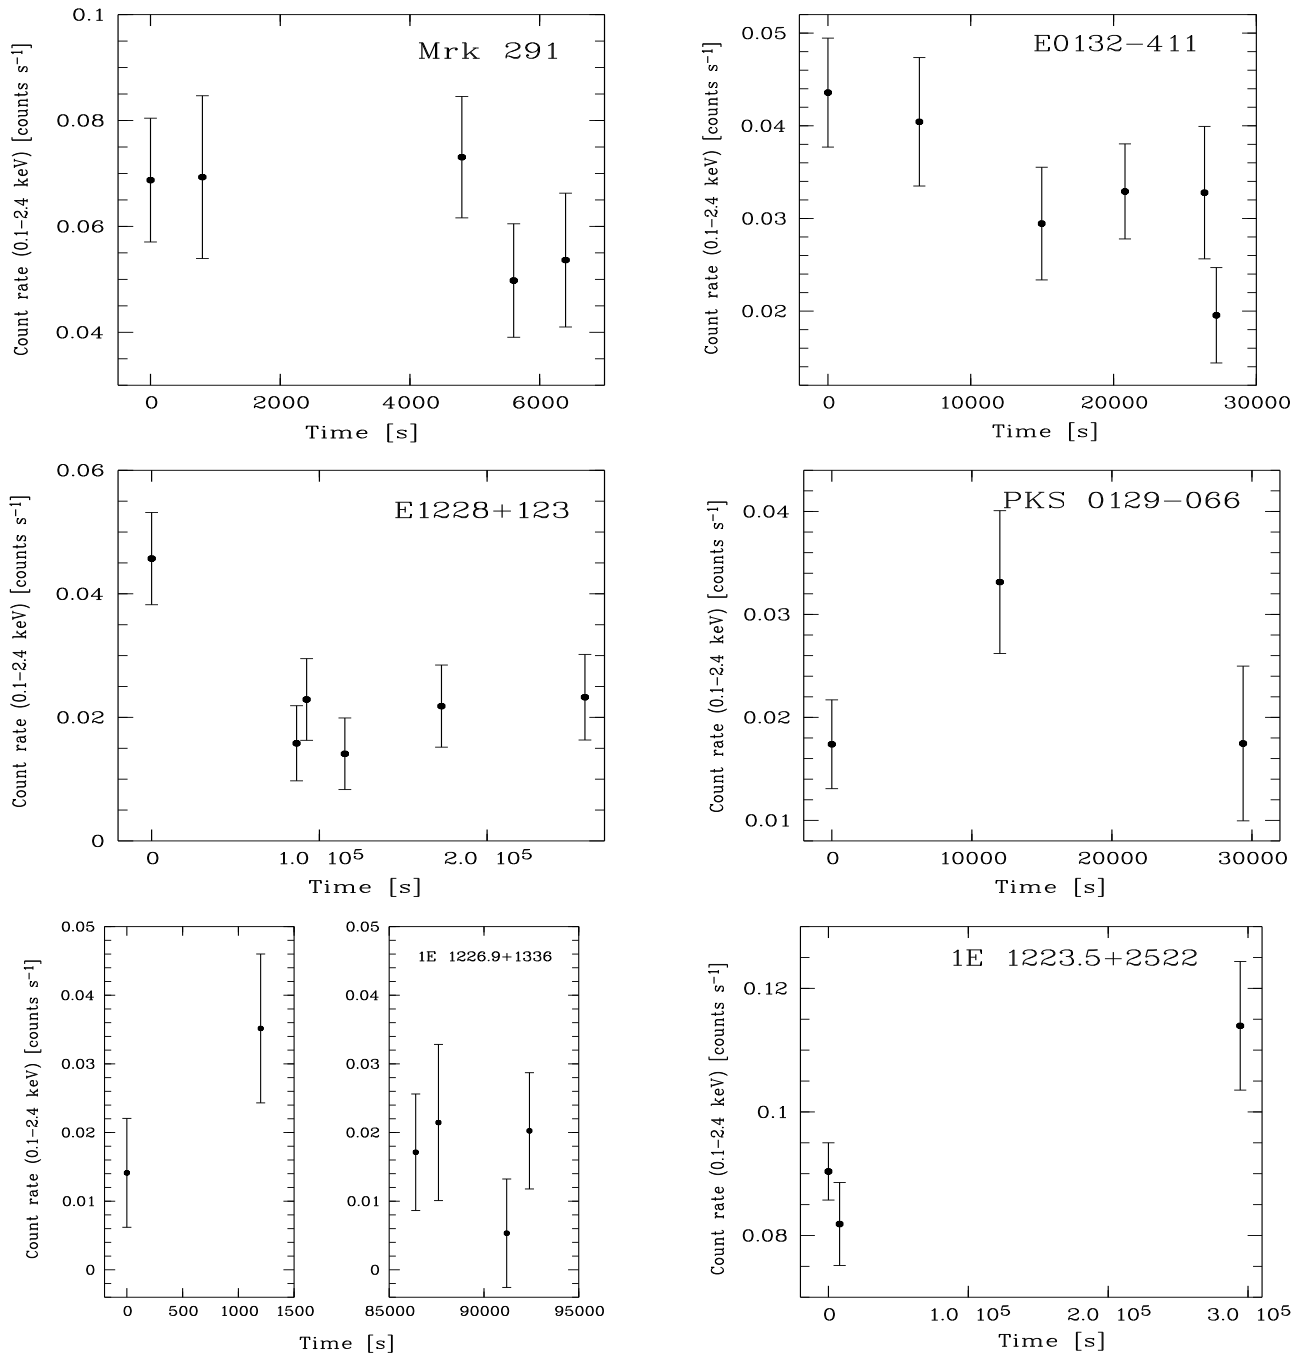 Mrk 291
Count rate (0.1−2.4 keV) [counts s⁻¹]
0.1
0.08
0.06
0.04
0 2000 4000 6000
Time [s]
E0132−411
Count rate (0.1−2.4 keV) [counts s⁻¹]
0.05
0.04
0.03
0.02
0 10000 20000 30000
Time [s]
E1228+123
Count rate (0.1−2.4 keV) [counts s⁻¹]
0.06
0.04
0.02
0
0 1.0 10⁵ 2.0 10⁵
Time [s]
PKS 0129−066
Count rate (0.1−2.4 keV) [counts s⁻¹]
0.04
0.03
0.02
0.01
0 10000 20000 30000
Time [s]
Count rate (0.1−2.4 keV) [counts s⁻¹]
0.05
0.04
0.03
0.02
0.01
0
0 500 1000 1500
1E 1226.9+1336
0.05
0.04
0.03
0.02
0.01
0
85000 90000 95000
Time [s]
1E 1223.5+2522
Count rate (0.1−2.4 keV) [counts s⁻¹]
0.12
0.1
0.08
0 1.0 10⁵ 2.0 10⁵ 3.0 10⁵
Time [s]